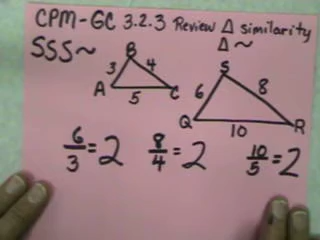 CPM-GC 3.2.3 Review Δ similarity
SSS~
Δ~
B
3 4
A 5 C
S
6 8
Q 10 R
6/3 = 2 8/4 = 2 10/5 = 2